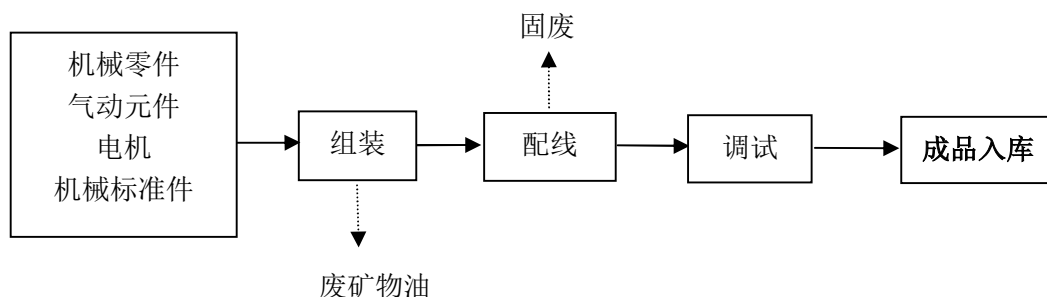 固废
机械零件
气动元件
电机
机械标准件
组装
配线
调试
成品入库
废矿物油